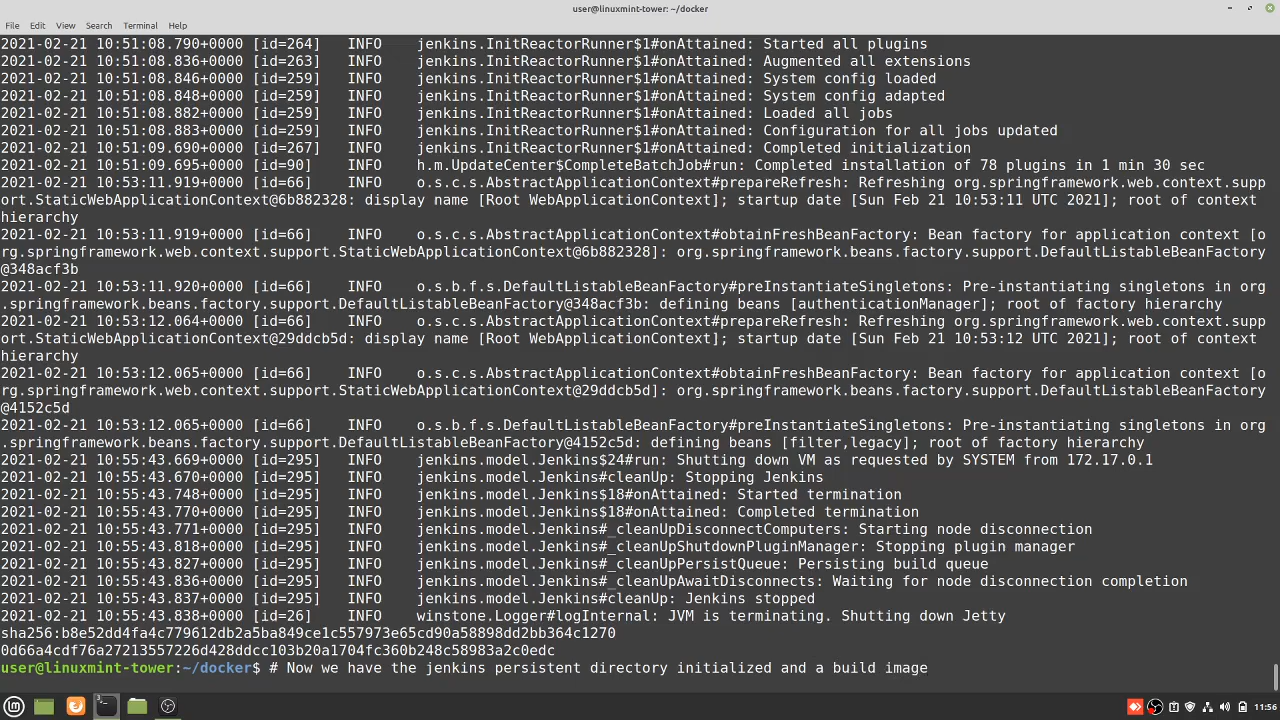 user@linuxmint-tower: ~/docker
File Edit View Search Terminal Help
2021-02-21 10:51:08.790+0000 [id=264] INFO jenkins.InitReactorRunner$1#onAttained: Started all plugins
2021-02-21 10:51:08.836+0000 [id=263] INFO jenkins.InitReactorRunner$1#onAttained: Augmented all extensions
2021-02-21 10:51:08.846+0000 [id=259] INFO jenkins.InitReactorRunner$1#onAttained: System config loaded
2021-02-21 10:51:08.848+0000 [id=259] INFO jenkins.InitReactorRunner$1#onAttained: System config adapted
2021-02-21 10:51:08.882+0000 [id=259] INFO jenkins.InitReactorRunner$1#onAttained: Loaded all jobs
2021-02-21 10:51:08.883+0000 [id=259] INFO jenkins.InitReactorRunner$1#onAttained: Configuration for all jobs updated
2021-02-21 10:51:09.690+0000 [id=267] INFO jenkins.InitReactorRunner$1#onAttained: Completed initialization
2021-02-21 10:51:09.695+0000 [id=90] INFO h.m.UpdateCenter$CompleteBatchJob#run: Completed installation of 78 plugins in 1 min 30 sec
2021-02-21 10:53:11.919+0000 [id=66] INFO o.s.c.s.AbstractApplicationContext#prepareRefresh: Refreshing org.springframework.web.context.supp
ort.StaticWebApplicationContext@6b882328: display name [Root WebApplicationContext]; startup date [Sun Feb 21 10:53:11 UTC 2021]; root of context
hierarchy
2021-02-21 10:53:11.919+0000 [id=66] INFO o.s.c.s.AbstractApplicationContext#obtainFreshBeanFactory: Bean factory for application context [o
rg.springframework.web.context.support.StaticWebApplicationContext@6b882328]: org.springframework.beans.factory.support.DefaultListableBeanFactory
@348acf3b
2021-02-21 10:53:11.920+0000 [id=66] INFO o.s.b.f.s.DefaultListableBeanFactory#preInstantiateSingletons: Pre-instantiating singletons in org
.springframework.beans.factory.support.DefaultListableBeanFactory@348acf3b: defining beans [authenticationManager]; root of factory hierarchy
2021-02-21 10:53:12.064+0000 [id=66] INFO o.s.c.s.AbstractApplicationContext#prepareRefresh: Refreshing org.springframework.web.context.supp
ort.StaticWebApplicationContext@29ddcb5d: display name [Root WebApplicationContext]; startup date [Sun Feb 21 10:53:12 UTC 2021]; root of context
hierarchy
2021-02-21 10:53:12.065+0000 [id=66] INFO o.s.c.s.AbstractApplicationContext#obtainFreshBeanFactory: Bean factory for application context [o
rg.springframework.web.context.support.StaticWebApplicationContext@29ddcb5d]: org.springframework.beans.factory.support.DefaultListableBeanFactory
@4152c5d
2021-02-21 10:53:12.065+0000 [id=66] INFO o.s.b.f.s.DefaultListableBeanFactory#preInstantiateSingletons: Pre-instantiating singletons in org
.springframework.beans.factory.support.DefaultListableBeanFactory@4152c5d: defining beans [filter,legacy]; root of factory hierarchy
2021-02-21 10:55:43.669+0000 [id=295] INFO jenkins.model.Jenkins$24#run: Shutting down VM as requested by SYSTEM from 172.17.0.1
2021-02-21 10:55:43.670+0000 [id=295] INFO jenkins.model.Jenkins#cleanUp: Stopping Jenkins
2021-02-21 10:55:43.748+0000 [id=295] INFO jenkins.model.Jenkins$18#onAttained: Started termination
2021-02-21 10:55:43.770+0000 [id=295] INFO jenkins.model.Jenkins$18#onAttained: Completed termination
2021-02-21 10:55:43.771+0000 [id=295] INFO jenkins.model.Jenkins#_cleanUpDisconnectComputers: Starting node disconnection
2021-02-21 10:55:43.818+0000 [id=295] INFO jenkins.model.Jenkins#_cleanUpShutdownPluginManager: Stopping plugin manager
2021-02-21 10:55:43.827+0000 [id=295] INFO jenkins.model.Jenkins#_cleanUpPersistQueue: Persisting build queue
2021-02-21 10:55:43.836+0000 [id=295] INFO jenkins.model.Jenkins#_cleanUpAwaitDisconnects: Waiting for node disconnection completion
2021-02-21 10:55:43.837+0000 [id=295] INFO jenkins.model.Jenkins#cleanUp: Jenkins stopped
2021-02-21 10:55:43.838+0000 [id=26] INFO winstone.Logger#logInternal: JVM is terminating. Shutting down Jetty
sha256:b8e52dd4fa4c779612db2a5ba849ce1c557973e65cd90a58898dd2bb364c1270
0d66a4cdf76a27213557226d428ddcc103b20a1704fc360b248c58983a2c0edc
user@linuxmint-tower:~/docker$ # Now we have the jenkins persistent directory initialized and a build image
3
11:56